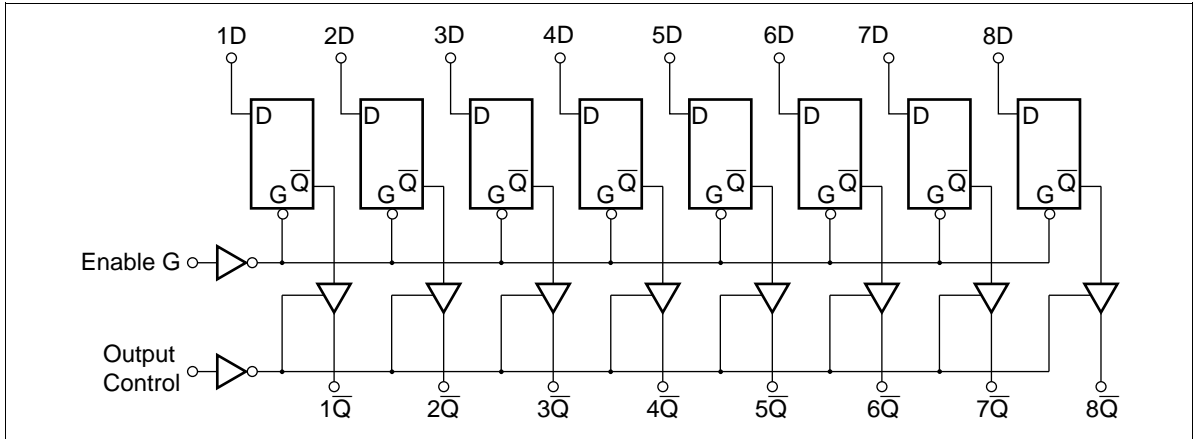 1D 2D 3D 4D 5D 6D 7D 8D
D D D D D D D D
Q̅ Q̅ Q̅ Q̅ Q̅ Q̅ Q̅ Q̅
G G G G G G G G
Enable G
Output
Control
1Q̅ 2Q̅ 3Q̅ 4Q̅ 5Q̅ 6Q̅ 7Q̅ 8Q̅